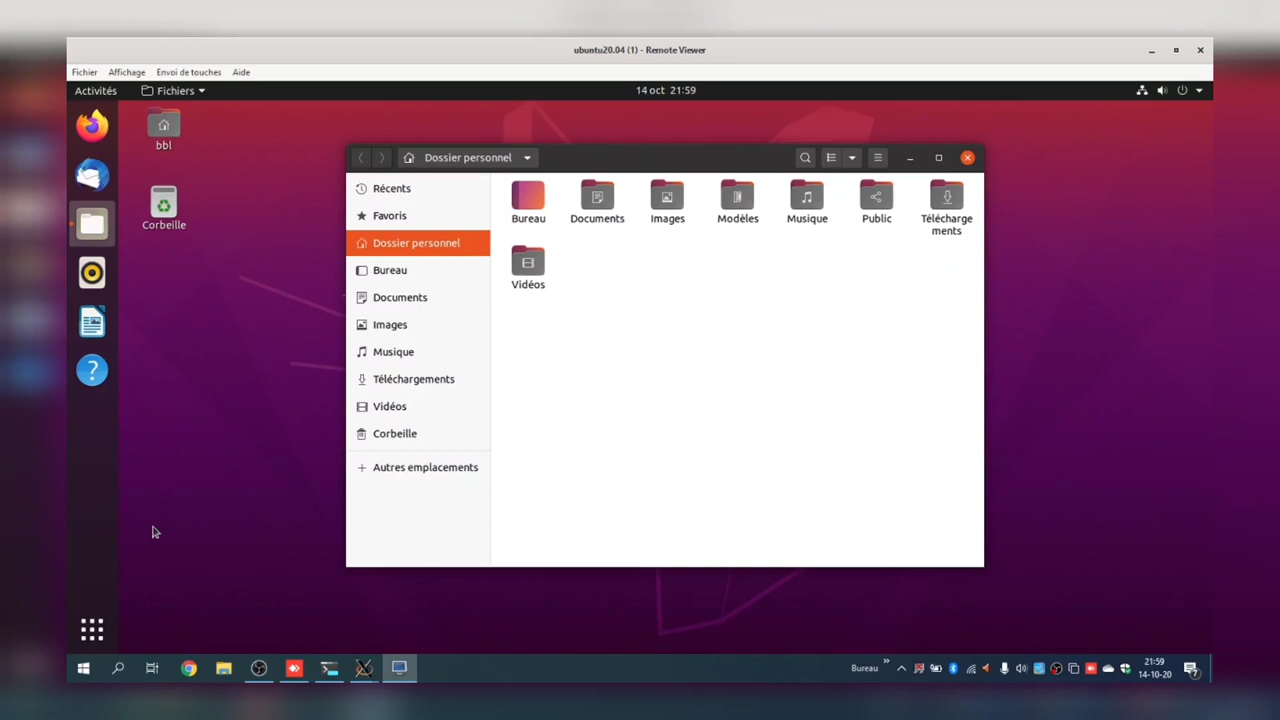 ubuntu20.04 (1) - Remote Viewer
Fichier Affichage Envoi de touches Aide
Activités Fichiers 14 oct 21:59
bbl
Corbeille
Dossier personnel
Récents
Favoris
Dossier personnel
Bureau
Documents
Images
Musique
Téléchargements
Vidéos
Corbeille
Autres emplacements
Bureau Documents Images Modèles Musique Public Télécharge
ments
Vidéos
Bureau
21:59
14-10-20